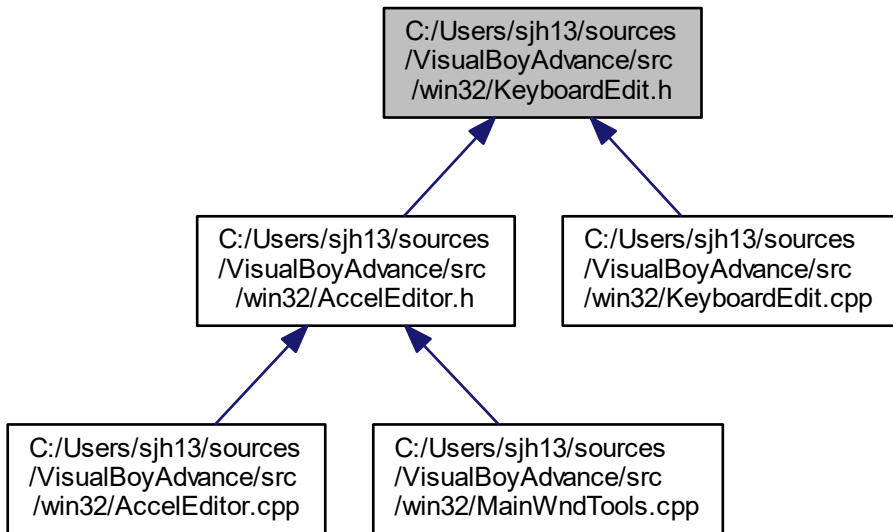 C:/Users/sjh13/sources
/VisualBoyAdvance/src
/win32/KeyboardEdit.h
C:/Users/sjh13/sources
/VisualBoyAdvance/src
/win32/AccelEditor.h
C:/Users/sjh13/sources
/VisualBoyAdvance/src
/win32/KeyboardEdit.cpp
C:/Users/sjh13/sources
/VisualBoyAdvance/src
/win32/AccelEditor.cpp
C:/Users/sjh13/sources
/VisualBoyAdvance/src
/win32/MainWndTools.cpp